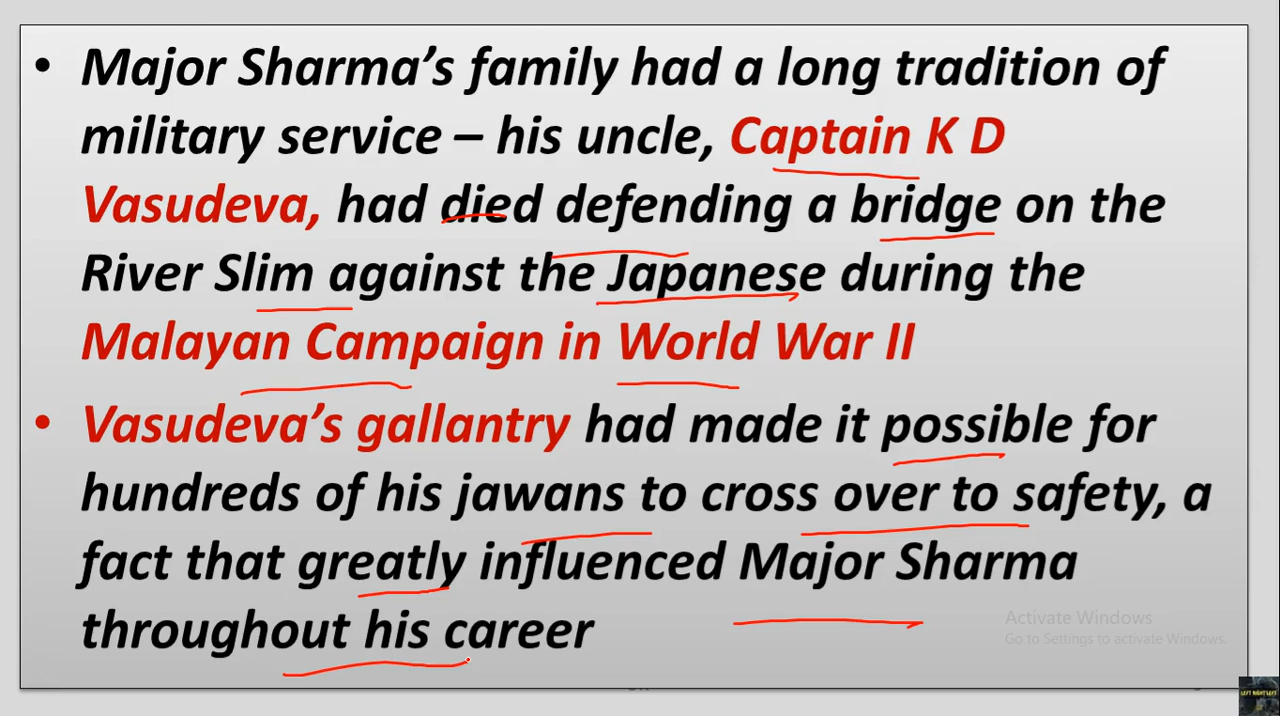 • Major Sharma's family had a long tradition of
military service – his uncle, Captain K D
Vasudeva, had died defending a bridge on the
River Slim against the Japanese during the
Malayan Campaign in World War II
• Vasudeva's gallantry had made it possible for
hundreds of his jawans to cross over to safety, a
fact that greatly influenced Major Sharma
throughout his career
Activate Windows
Go to Settings to activate Windows.
LEFT RIGHT LEFT